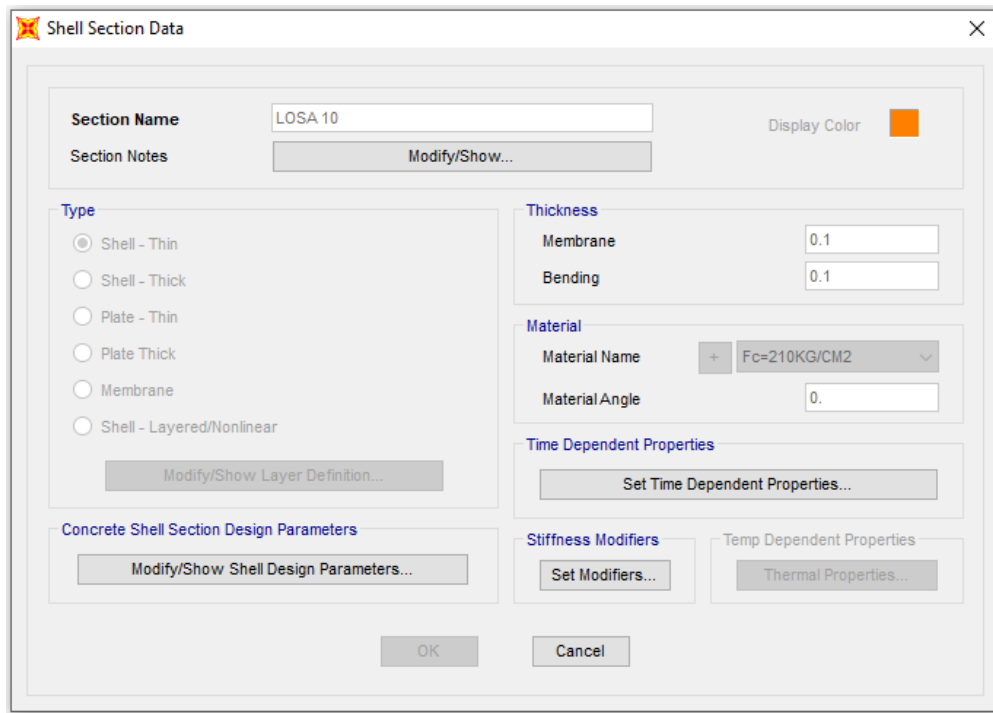 Shell Section Data
Section Name LOSA 10 Display Color
Section Notes Modify/Show...
Type
Shell - Thin
Shell - Thick
Plate - Thin
Plate Thick
Membrane
Shell - Layered/Nonlinear
Modify/Show Layer Definition...
Concrete Shell Section Design Parameters
Modify/Show Shell Design Parameters...
Thickness
Membrane 0.1
Bending 0.1
Material
Material Name + Fc=210KG/CM2
Material Angle 0.
Time Dependent Properties
Set Time Dependent Properties...
Stiffness Modifiers
Set Modifiers...
Temp Dependent Properties
Thermal Properties...
OK Cancel